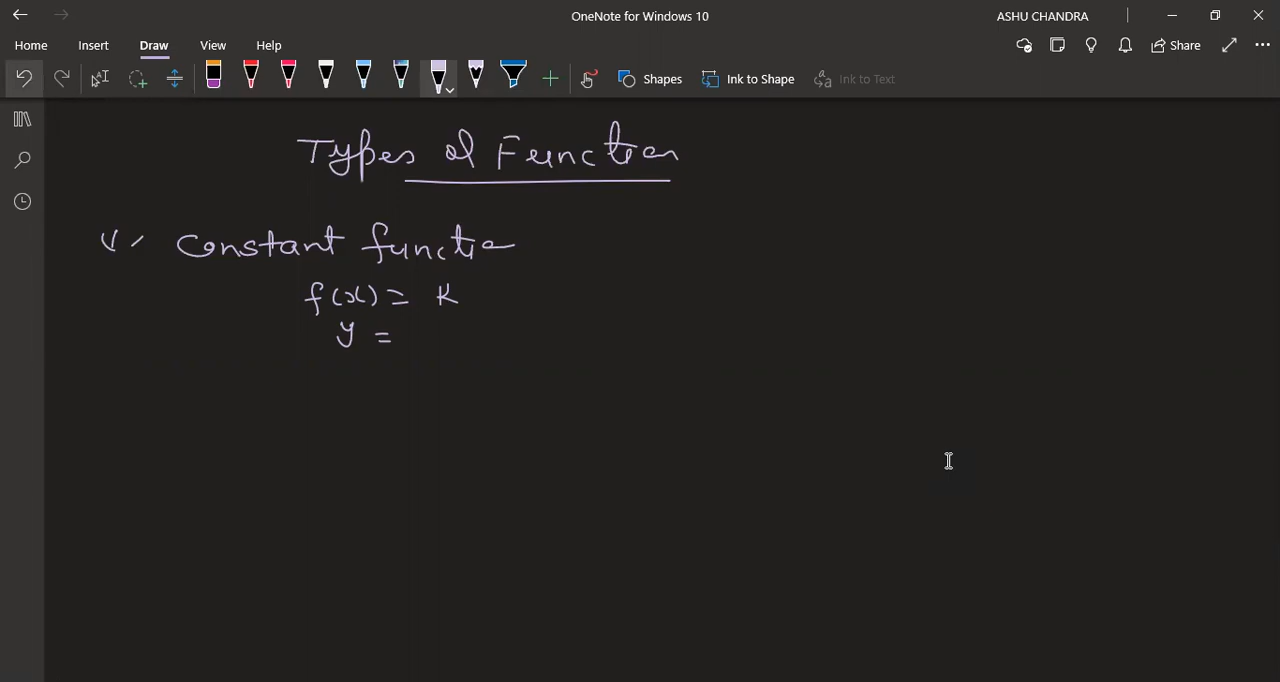 OneNote for Windows 10
ASHU CHANDRA
Home Insert Draw View Help
Share
Shapes Ink to Shape Ink to Text
Types of Function
Constant function
f(x) = K
y =